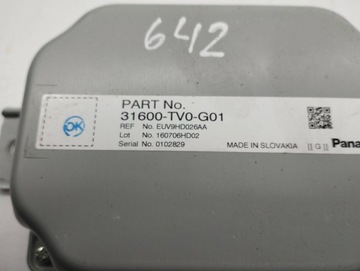 642
OK
PART No.
31600-TV0-G01
REF No. EUV9HD026AA
Lot No. 160706HD02
Serial No. 0102829
MADE IN SLOVAKIA [[ G ]] Pana